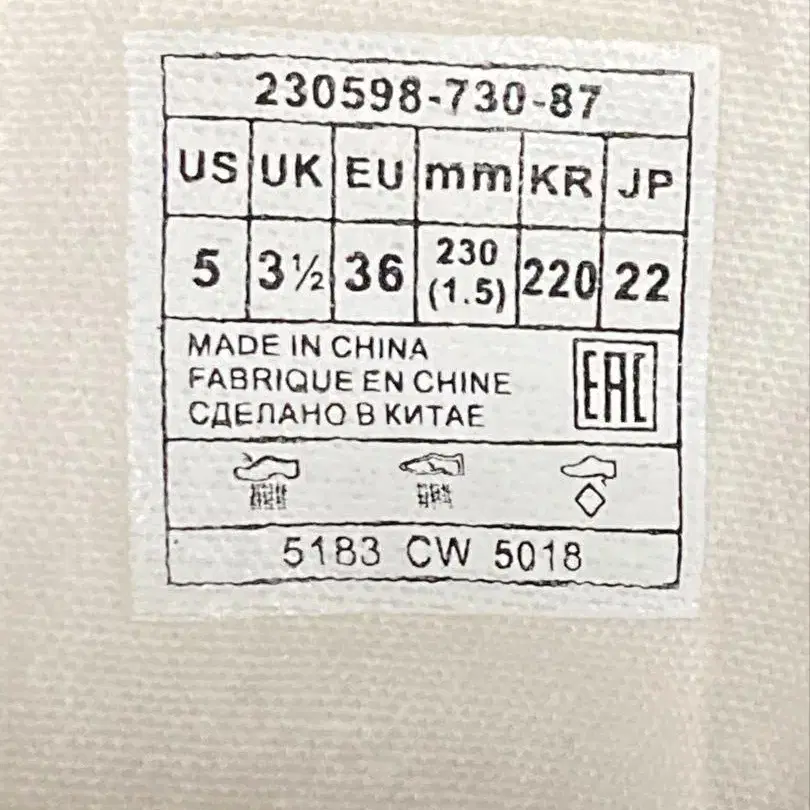 230598-730-87
US UK EU mm KR JP
5 3½ 36 230 (1.5) 220 22
MADE IN CHINA
FABRIQUE EN CHINE
СДЕЛАНО В КИТАЕ
EAC
5183 CW 5018